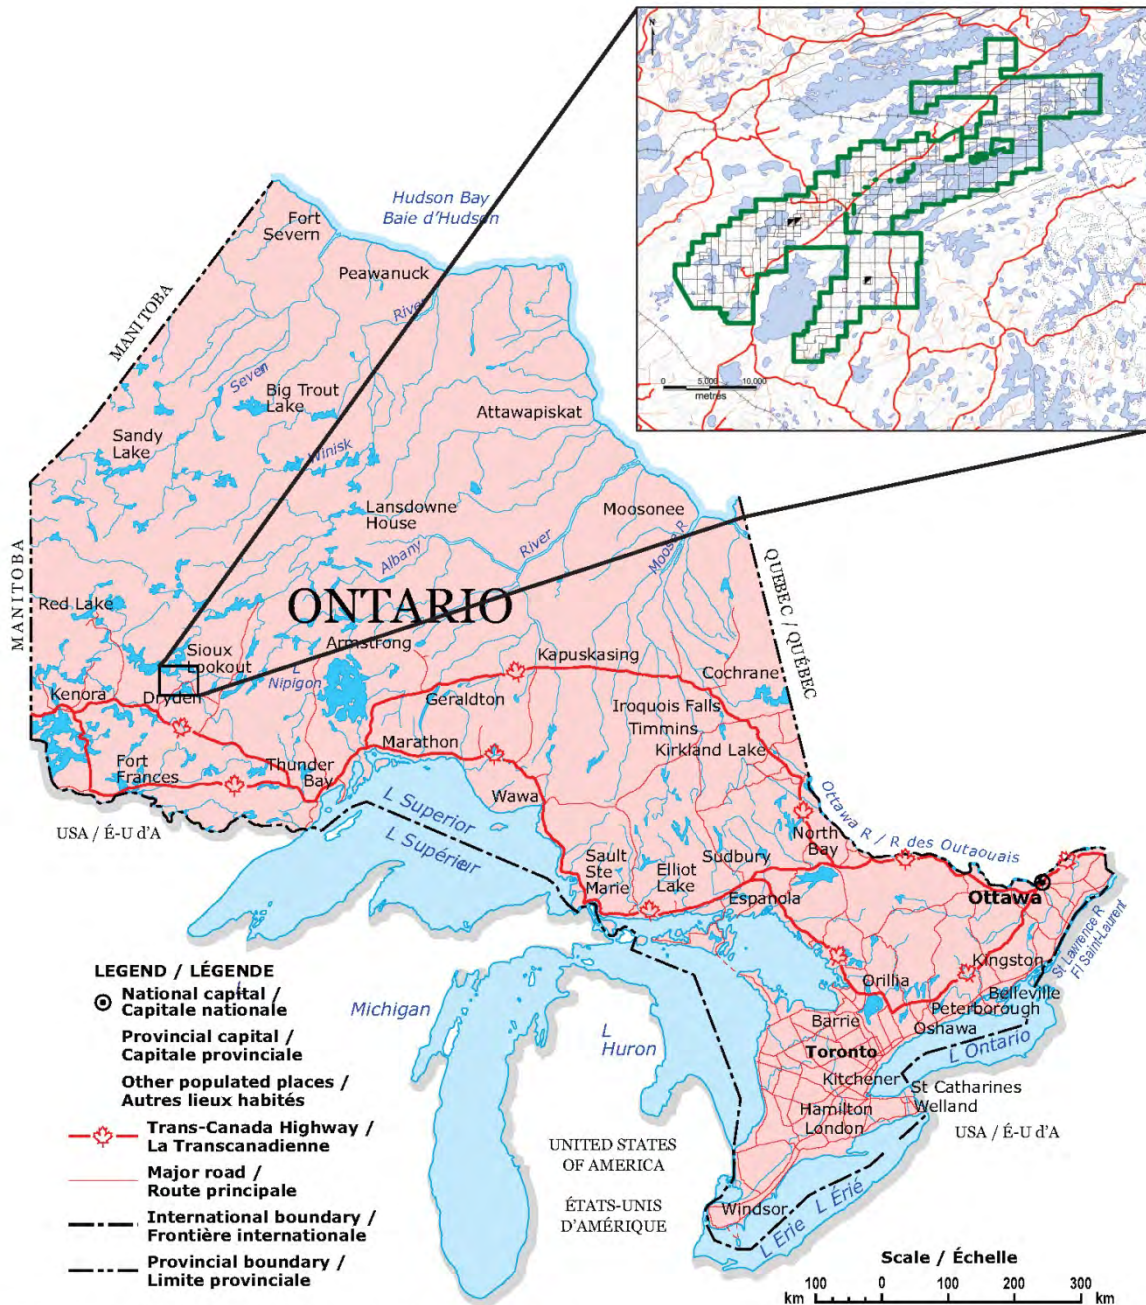 N
0 5,000 10,000
metres
Hudson Bay
Baie d'Hudson
Fort
Severn
Peawanuck
River
MANITOBA
Seven
Big Trout
Lake
Attawapiskat
Sandy
Lake
Winisk
Lansdowne
House
Moosonee
Albany
River
Moose R
MANITOBA
QUEBEC / QUÉBEC
Red Lake
ONTARIO
Sioux
Lookout
Armstrong
Kapuskasing
L
Nipigon
Cochrane
Kenora
Dryden
Geraldton
Iroquois Falls
Timmins
Marathon
Kirkland Lake
Fort
Frances
Thunder
Bay
Wawa
USA / É-U d'A
L Superior
L Supérieur
North
Bay
Ottawa R / R des Outaouais
Sault
Ste
Marie
Elliot
Lake
Sudbury
Espanola
Ottawa
St Lawrence R
Fl Saint-Laurent
Kingston
Orillia
Belleville
Peterborough
Barrie
Oshawa
Michigan
L
Huron
Toronto
L Ontario
Kitchener
St Catharines
Hamilton
Welland
London
USA / É-U d'A
UNITED STATES
OF AMERICA
ÉTATS-UNIS
D'AMÉRIQUE
Windsor
L Erie L Érié
LEGEND / LÉGENDE
L
National capital /
Capitale nationale
Provincial capital /
Capitale provinciale
Other populated places /
Autres lieux habités
Trans-Canada Highway /
La Transcanadienne
Major road /
Route principale
International boundary /
Frontière internationale
Provincial boundary /
Limite provinciale
Scale / Échelle
100 0 100 200 300
km km